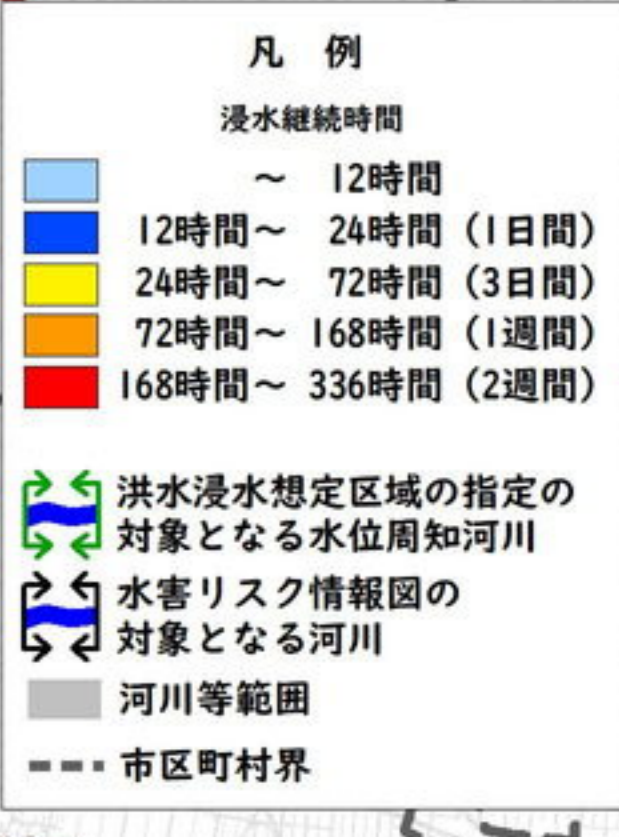 凡　例
浸水継続時間
～　12時間
12時間～　24時間（1日間）
24時間～　72時間（3日間）
72時間～ 168時間（1週間）
168時間～ 336時間（2週間）
洪水浸水想定区域の指定の
対象となる水位周知河川
水害リスク情報図の
対象となる河川
河川等範囲
市区町村界